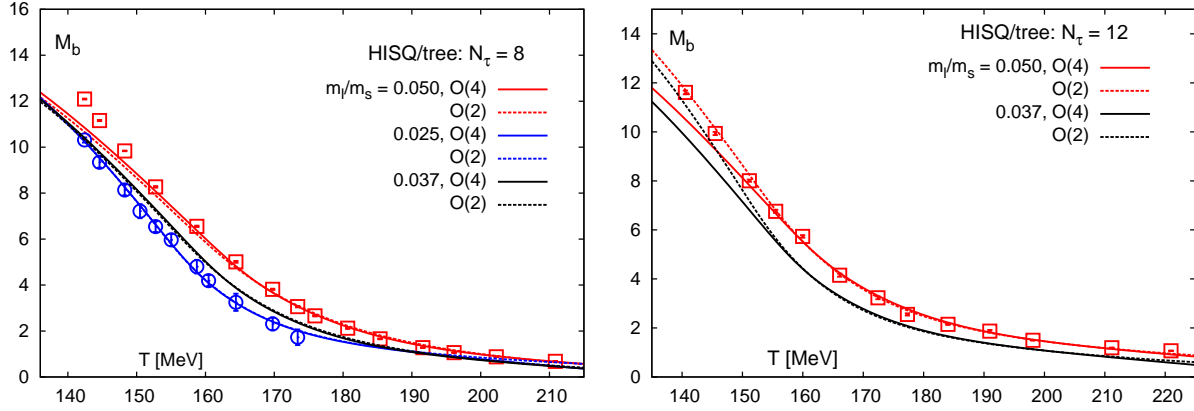 16
14
12
10
8
6
4
2
0
M_b
HISQ/tree: N_τ = 8
m_l/m_s = 0.050, O(4)
O(2)
0.025, O(4)
O(2)
0.037, O(4)
O(2)
T [MeV]
140 150 160 170 180 190 200 210
14
12
10
8
6
4
2
0
M_b
HISQ/tree: N_τ = 12
m_l/m_s = 0.050, O(4)
O(2)
0.037, O(4)
O(2)
T [MeV]
140 150 160 170 180 190 200 210 220